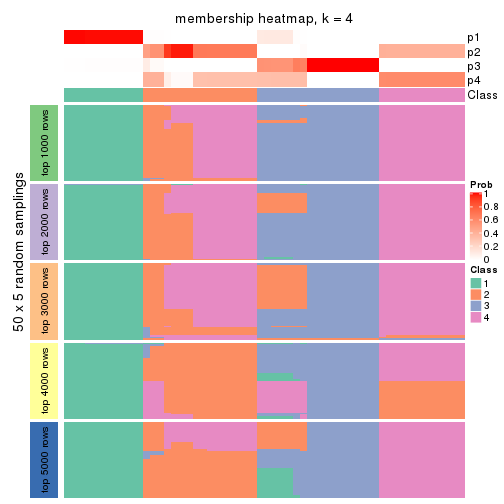 membership heatmap, k = 4
p1
p2
p3
p4
Class
50 x 5 random samplings
top 1000 rows
top 2000 rows
top 3000 rows
top 4000 rows
top 5000 rows
Prob
1
0.8
0.6
0.4
0.2
0
Class
1
2
3
4